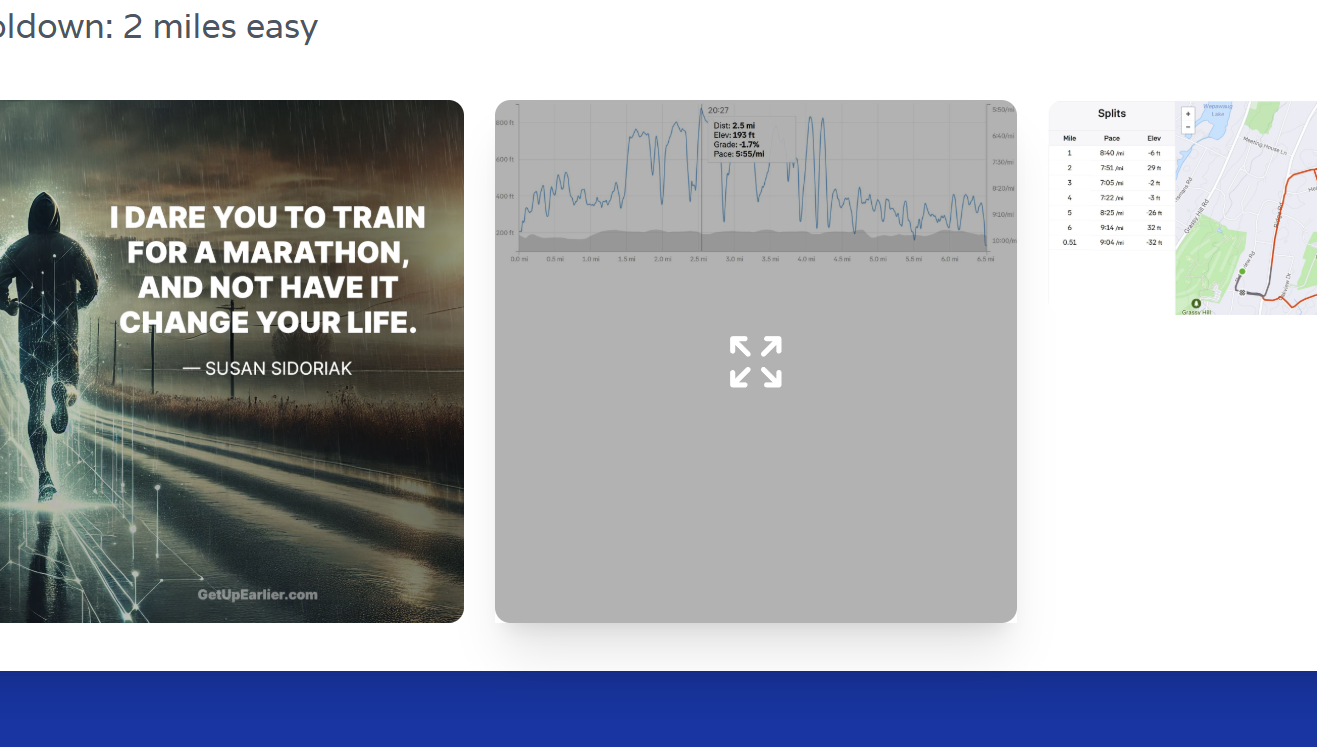 oldown: 2 miles easy
I DARE YOU TO TRAIN
FOR A MARATHON,
AND NOT HAVE IT
CHANGE YOUR LIFE.
— SUSAN SIDORIAK
GetUpEarlier.com
20:27
Dist: 2.5 mi
Elev: 193 ft
Grade: -1.7%
Pace: 5:55/mi
800 ft
600 ft
400 ft
200 ft
5:50/mi
6:40/mi
7:30/mi
8:20/mi
9:10/mi
10:00/mi
0.0 mi 0.5 mi 1.0 mi 1.5 mi 2.0 mi 2.5 mi 3.0 mi 3.5 mi 4.0 mi 4.5 mi 5.0 mi 5.5 mi 6.0 mi 6.5 mi
Splits
Mile Pace Elev
1 8:40 /mi -6 ft
2 7:51 /mi 29 ft
3 7:05 /mi -2 ft
4 7:22 /mi -3 ft
5 8:25 /mi -26 ft
6 9:14 /mi 32 ft
0.51 9:04 /mi -32 ft
+
-
Wepawaug
Lake
Meeting House Ln
Grassy Hill Rd
Grassy Hill